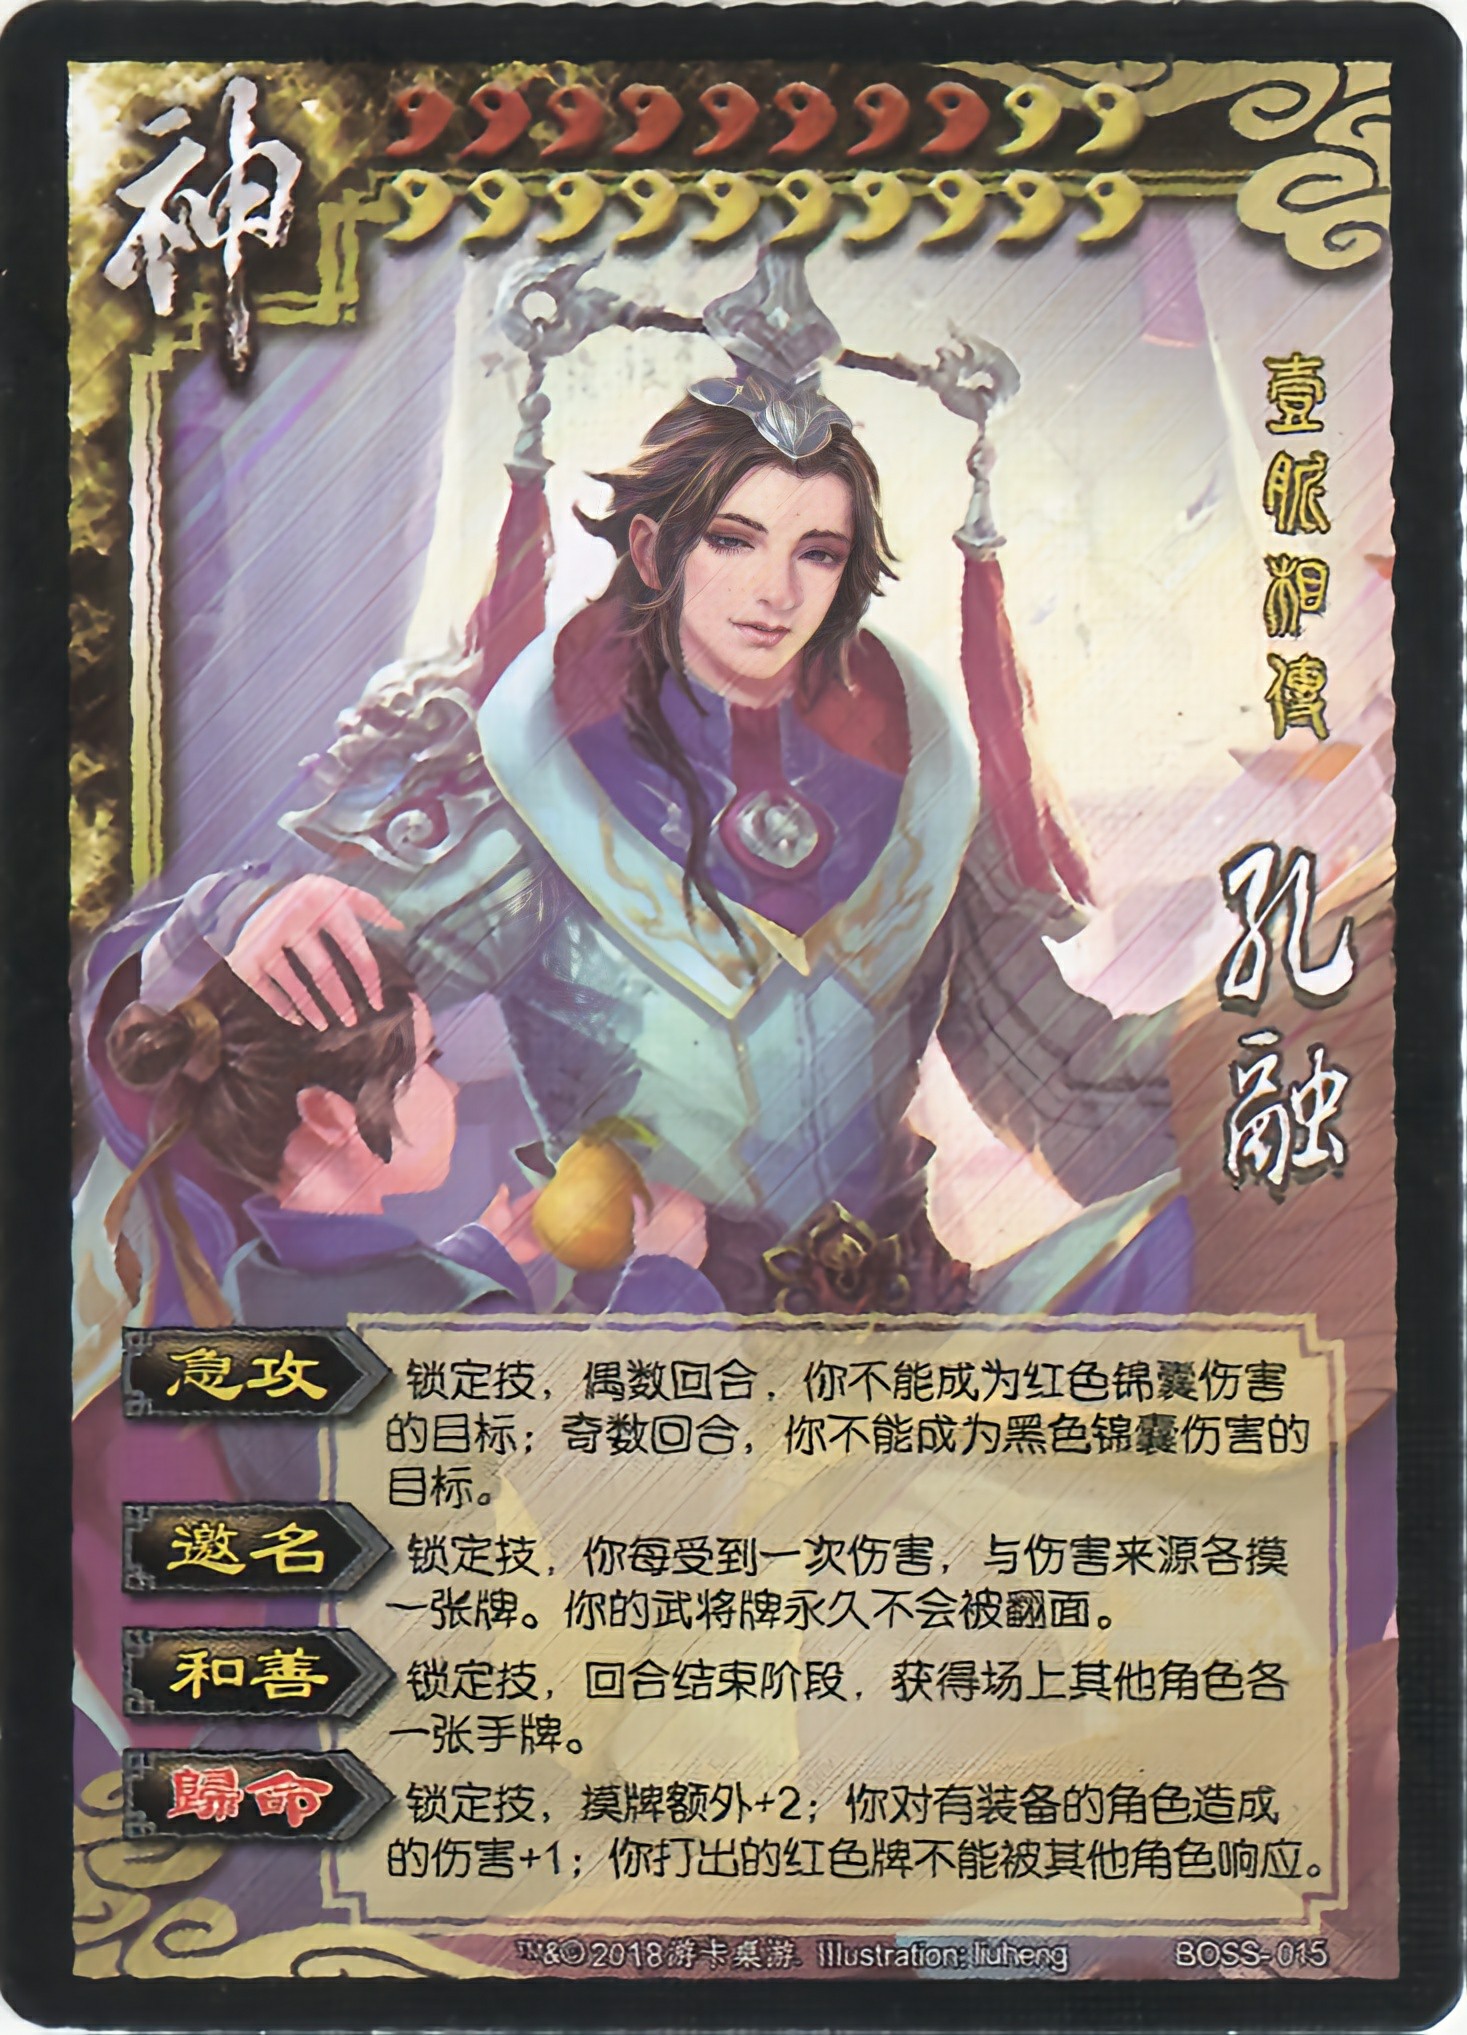 神
壹脈相傳
孔融
急攻
锁定技，偶数回合，你不能成为红色锦囊伤害
的目标；奇数回合，你不能成为黑色锦囊伤害的
目标。
邀名
锁定技，你每受到一次伤害，与伤害来源各摸
一张牌。你的武将牌永久不会被翻面。
和善
锁定技，回合结束阶段，获得场上其他角色各
一张手牌。
歸命
锁定技，摸牌额外+2；你对有装备的角色造成
的伤害+1；你打出的红色牌不能被其他角色响应。
™&©2018游卡桌游. Illustration: liuheng
BOSS-015